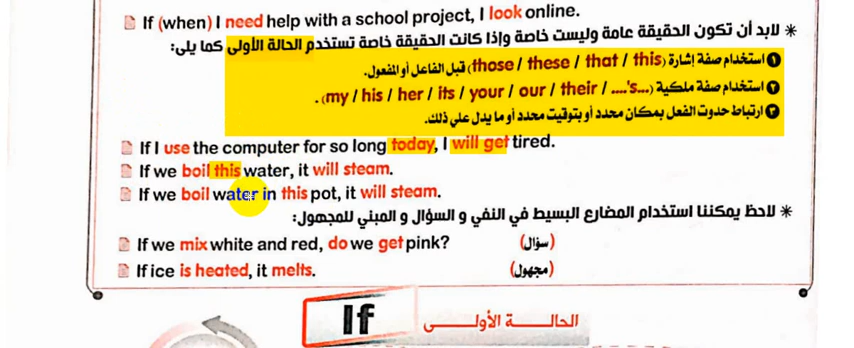 If (when) I need help with a school project, I look online.
* لابد أن تكون الحقيقة عامة وليست خاصة وإذا كانت الحقيقة خاصة تستخدم الحالة الأولى كما يلى:
❶ استخدام صفة إشارة (those / these / that / this) قبل الفاعل أو المفعول.
❷ استخدام صفة ملكية (my / his / her / its / your / our / their / ....'s...).
❸ ارتباط حدوث الفعل بمكان محدد أو بتوقيت محدد أو ما يدل علي ذلك.
If I use the computer for so long today, I will get tired.
If we boil this water, it will steam.
If we boil water in this pot, it will steam.
* لاحظ يمكننا استخدام المضارع البسيط في النفي و السؤال و المبني للمجهول:
If we mix white and red, do we get pink? (سؤال)
If ice is heated, it melts. (مجهول)
If الحالـــة الأولــــى